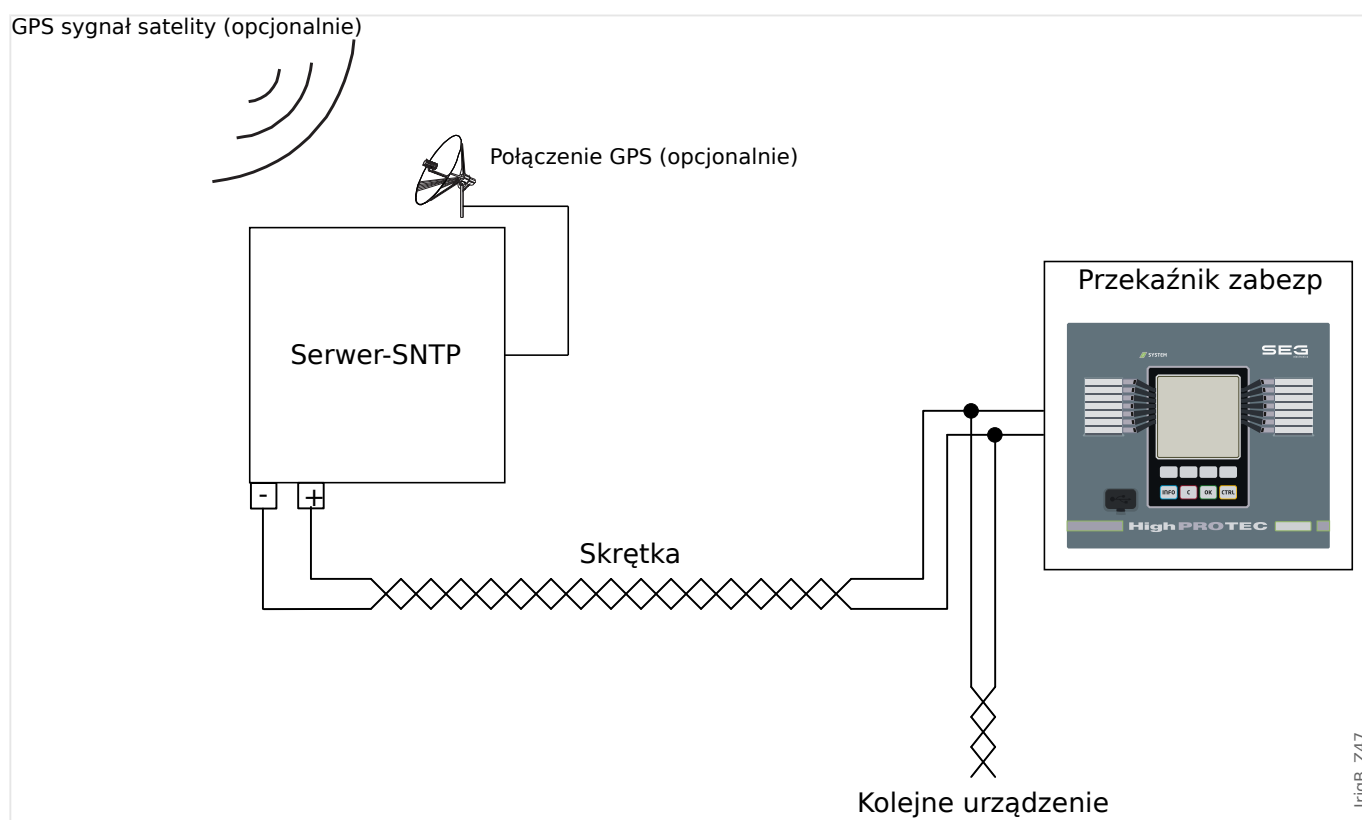 GPS sygnał satelity (opcjonalnie)
Połączenie GPS (opcjonalnie)
Przekaźnik zabezp
SYSTEM
SEG
Serwer-SNTP
- +
INFO C OK CTRL
HighPROTEC
Skrętka
Kolejne urządzenie
IrigB_Z47